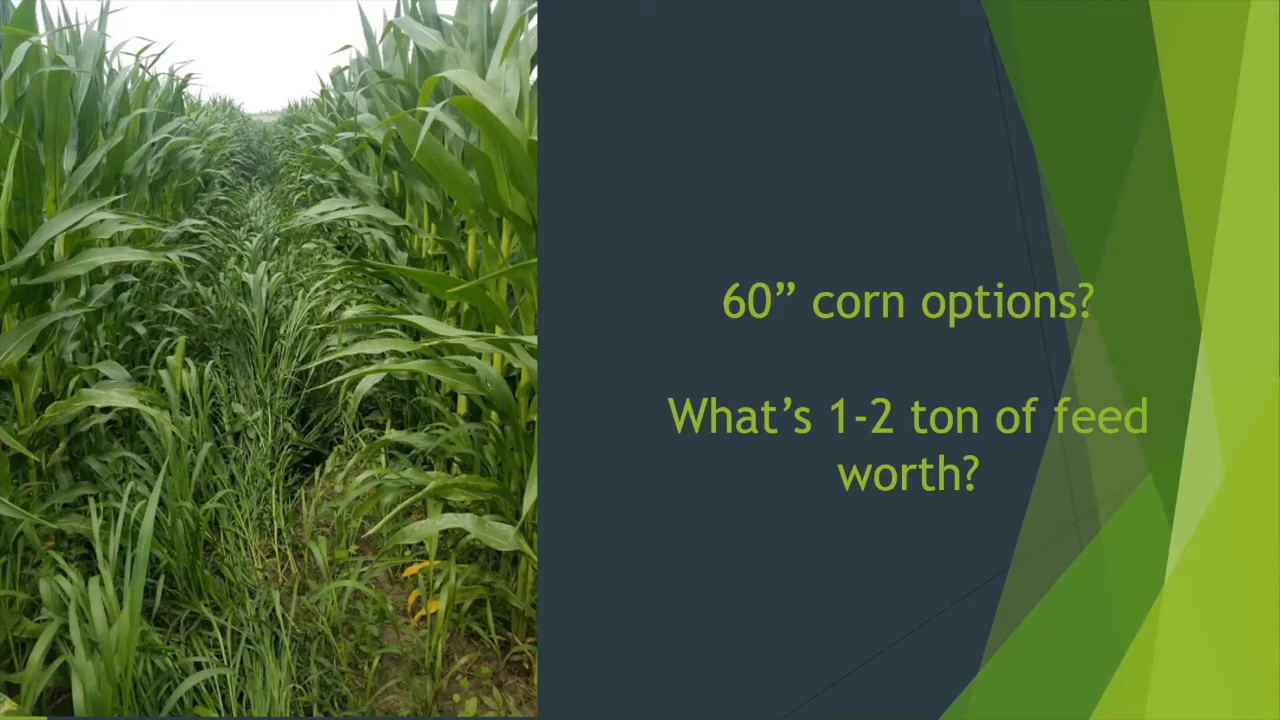 60” corn options?
What’s 1-2 ton of feed
worth?